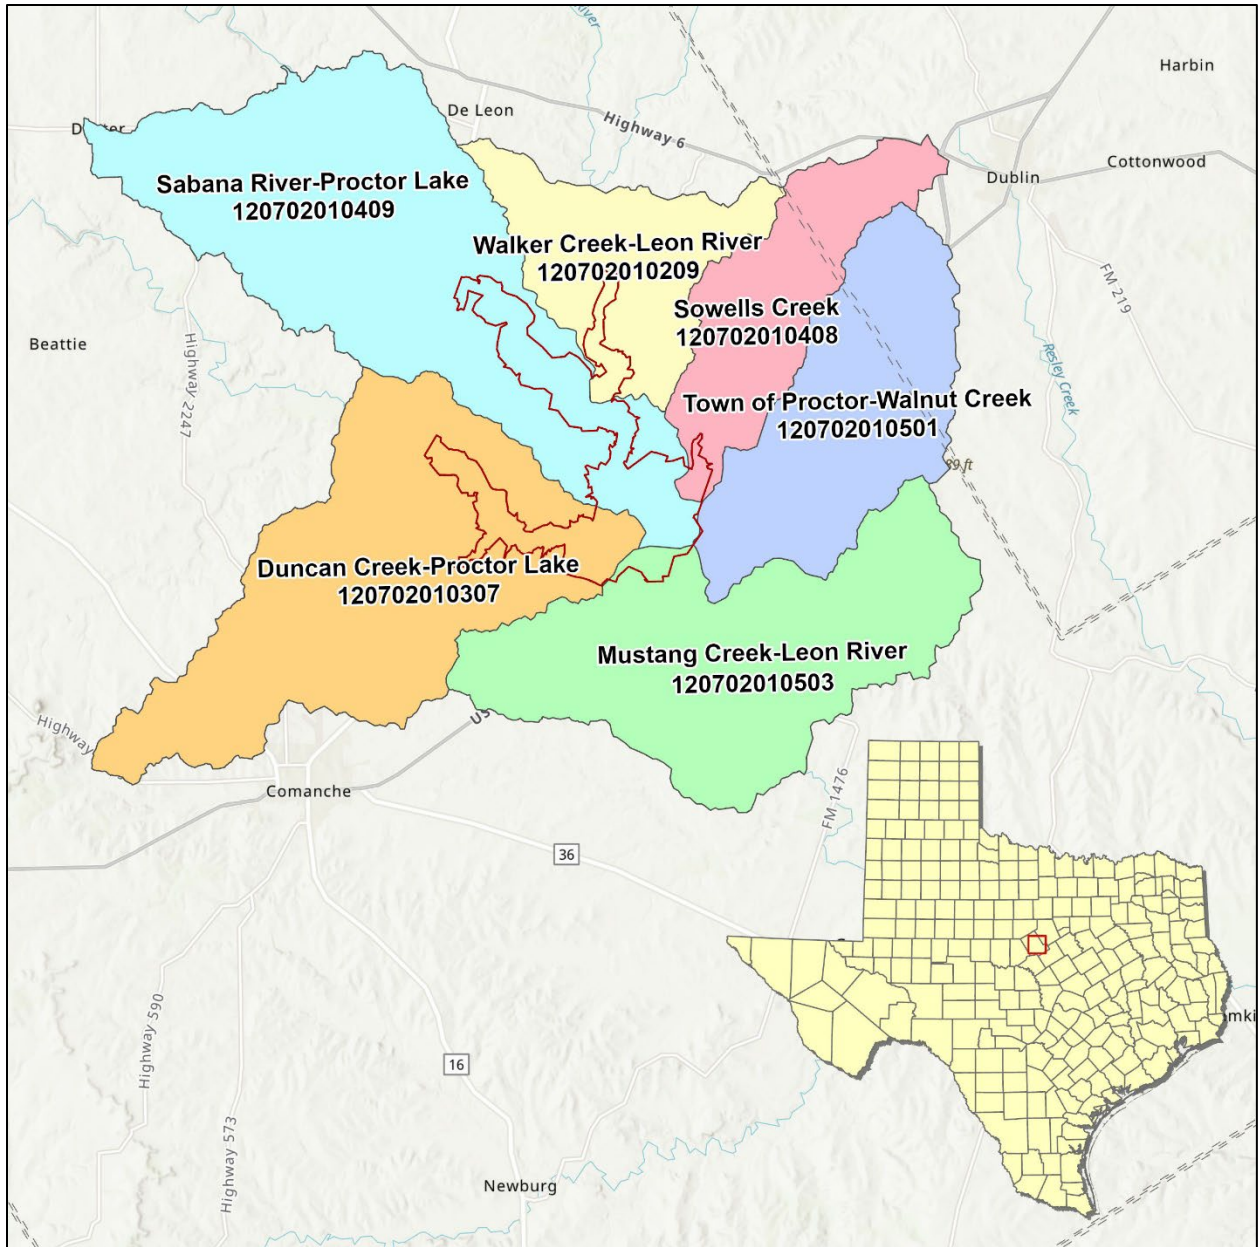 River
Harbin
De Leon
Highway 6
Cottonwood
Dublin
Sabana River-Proctor Lake
120702010409
Walker Creek-Leon River
120702010209
FM 219
Sowells Creek
120702010408
Beattie
Highway 2247
Resley Creek
Town of Proctor-Walnut Creek
120702010501
Duncan Creek-Proctor Lake
120702010307
Mustang Creek-Leon River
120702010503
Highway
US
Comanche
FM 1476
36
Highway 590
16
Highway 573
Newburg